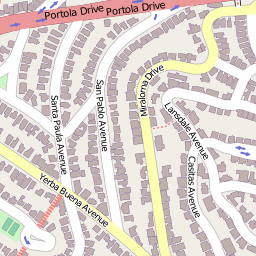 Portola Drive
Portola Drive
Miraloma Drive
San Pablo Avenue
Santa Paula Avenue
Lansdale Avenue
Casitas Avenue
Yerba Buena Avenue